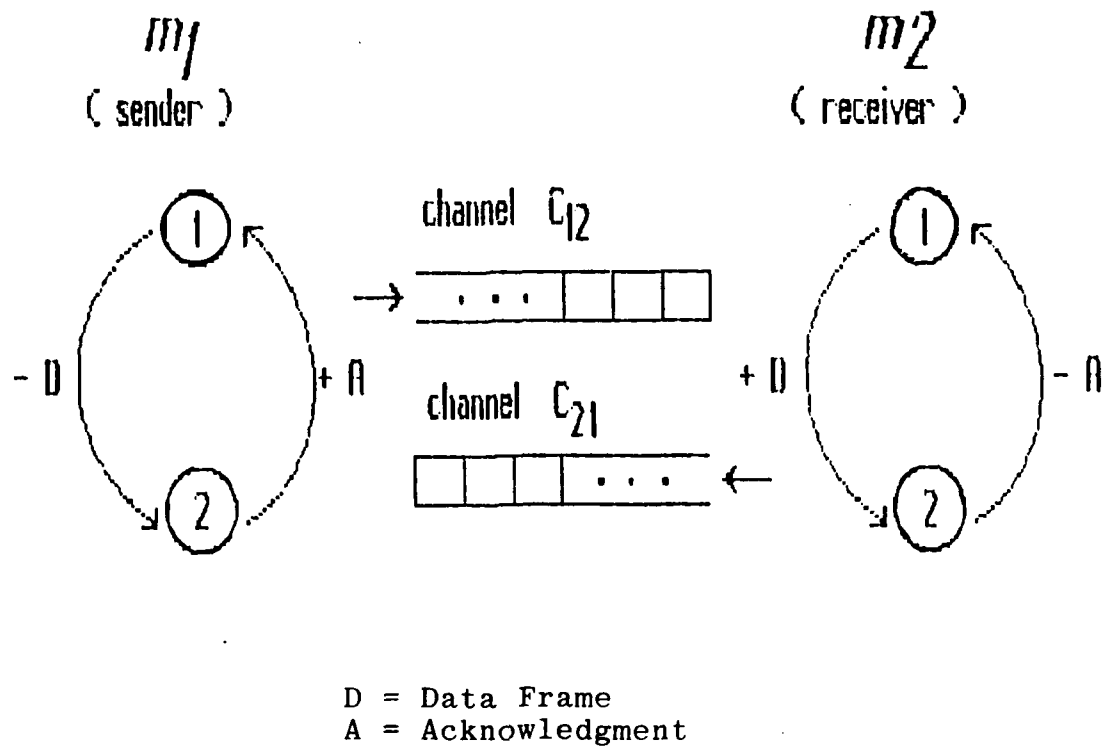 m1
( sender )
m2
( receiver )
1
channel C12
1
. . .
- D
+ A
+ D
- A
channel C21
. . .
2
2
D = Data Frame
A = Acknowledgment